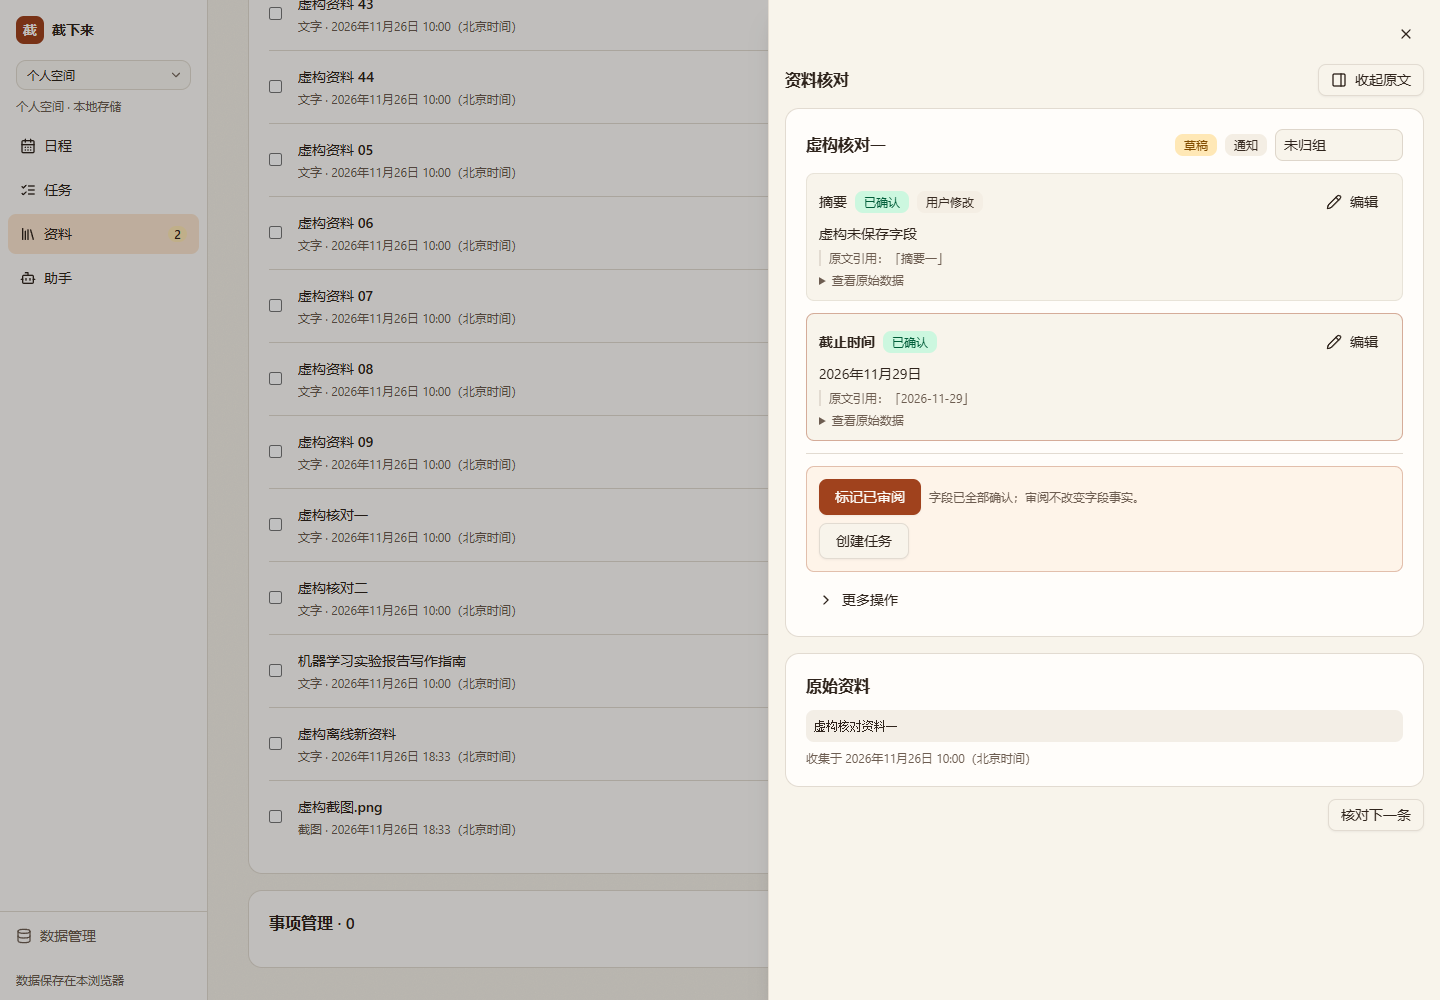 截 截下来
个人空间
个人空间 · 本地存储
日程
任务
资料 2
助手
数据管理
数据保存在本浏览器
虚构资料 43
文字 · 2026年11月26日 10:00（北京时间）
虚构资料 44
文字 · 2026年11月26日 10:00（北京时间）
虚构资料 05
文字 · 2026年11月26日 10:00（北京时间）
虚构资料 06
文字 · 2026年11月26日 10:00（北京时间）
虚构资料 07
文字 · 2026年11月26日 10:00（北京时间）
虚构资料 08
文字 · 2026年11月26日 10:00（北京时间）
虚构资料 09
文字 · 2026年11月26日 10:00（北京时间）
虚构核对一
文字 · 2026年11月26日 10:00（北京时间）
虚构核对二
文字 · 2026年11月26日 10:00（北京时间）
机器学习实验报告写作指南
文字 · 2026年11月26日 10:00（北京时间）
虚构离线新资料
文字 · 2026年11月26日 18:33（北京时间）
虚构截图.png
截图 · 2026年11月26日 18:33（北京时间）
事项管理 · 0
资料核对 收起原文
虚构核对一 草稿 通知 未归组
摘要 已确认 用户修改 编辑
虚构未保存字段
原文引用：「摘要一」
查看原始数据
截止时间 已确认 编辑
2026年11月29日
原文引用：「2026-11-29」
查看原始数据
标记已审阅 字段已全部确认；审阅不改变字段事实。
创建任务
更多操作
原始资料
虚构核对资料一
收集于 2026年11月26日 10:00（北京时间）
核对下一条